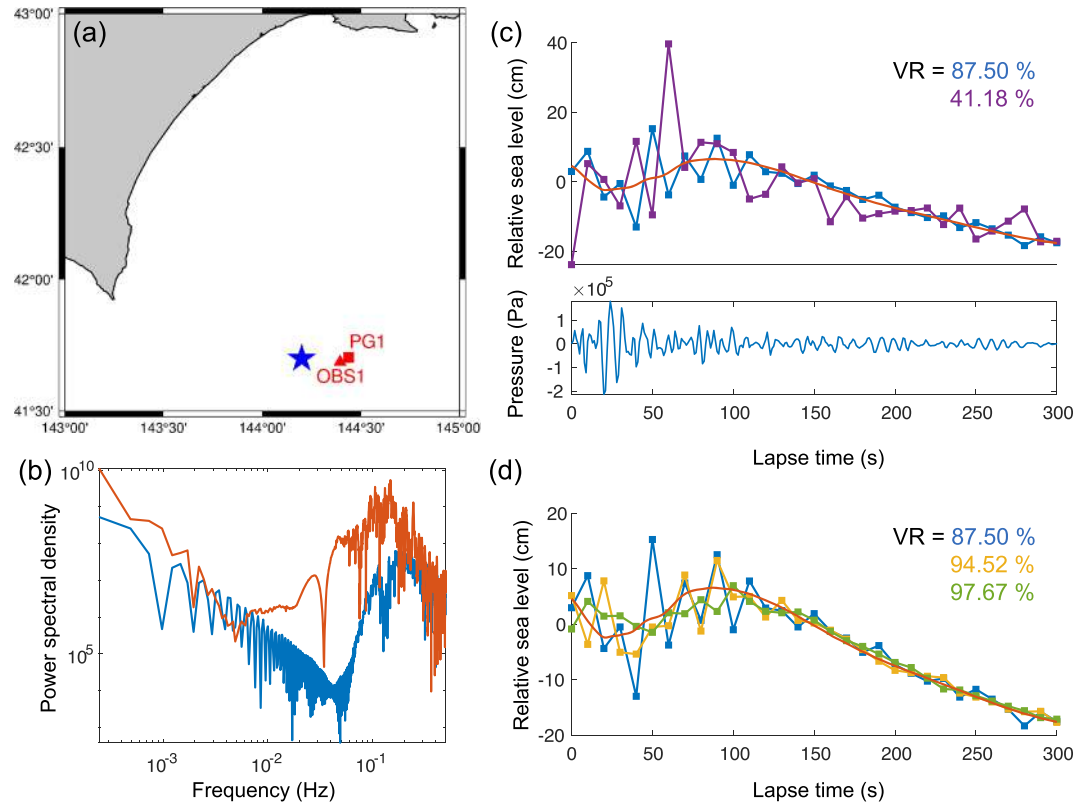 (a)
43°00'
42°30'
42°00'
41°30'
143°00'
143°30'
144°00'
144°30'
145°00'
PG1
OBS1
(b)
Power spectral density
10^10
10^5
10^-3
10^-2
10^-1
Frequency (Hz)
(c)
Relative sea level (cm)
40
20
0
-20
VR = 87.50 %
41.18 %
×10^5
Pressure (Pa)
1
0
-1
-2
0 50 100 150 200 250 300
Lapse time (s)
(d)
Relative sea level (cm)
20
10
0
-10
-20
VR = 87.50 %
94.52 %
97.67 %
0 50 100 150 200 250 300
Lapse time (s)